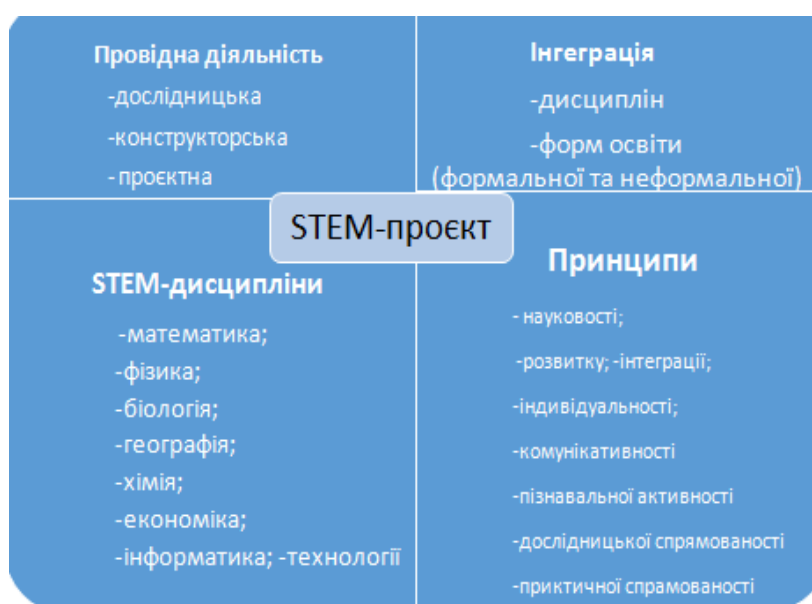 Провідна діяльність
-дослідницька
-конструкторська
- проєктна
Інгеграція
-дисциплін
-форм освіти
(формальної та неформальної)
STEM-проєкт
STEM-дисципліни
-математика;
-фізика;
-біологія;
-географія;
-хімія;
-економіка;
-інформатика; -технології
Принципи
- науковості;
-розвитку; -інтеграції;
-індивідуальності;
-комунікативності
-пізнавальної активності
-дослідницької спрямованості
-приктичної спрамованості